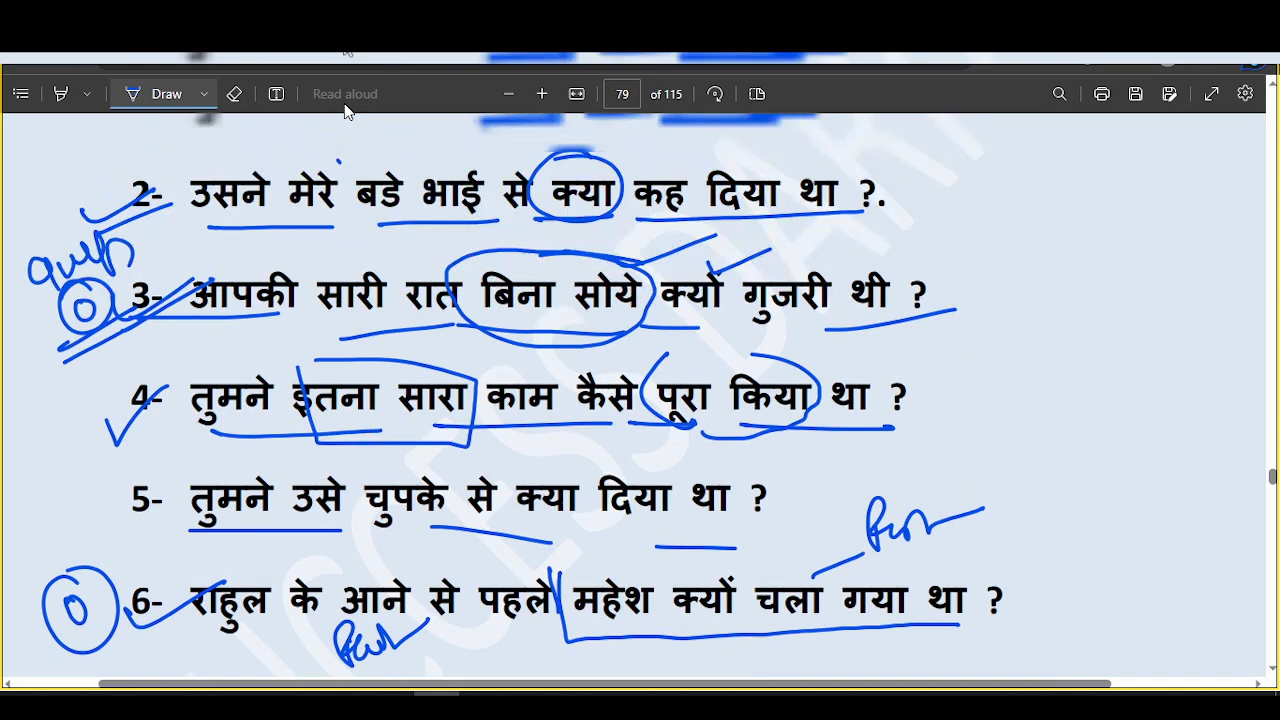 Draw
Read aloud
79 of 115
2- उसने मेरे बडे भाई से क्या कह दिया था ?.
3- आपकी सारी रात बिना सोये क्यों गुजरी थी ?
4- तुमने इतना सारा काम कैसे पूरा किया था ?
5- तुमने उसे चुपके से क्या दिया था ?
6- राहुल के आने से पहले महेश क्यों चला गया था ?